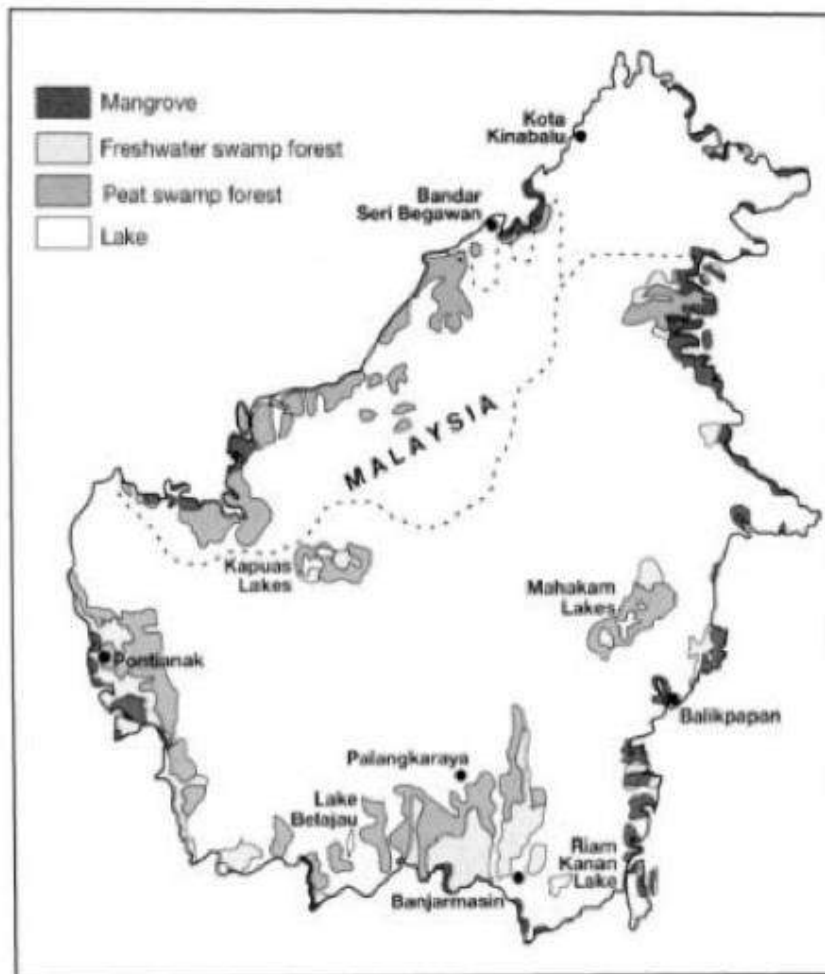 Mangrove
Freshwater swamp forest
Peat swamp forest
Lake
Kota
Kinabalu
Bandar
Seri Begawan
MALAYSIA
Kapuas
Lakes
Mahakam
Lakes
Pontianak
Balikpapan
Palangkaraya
Lake
Belajau
Riam
Kanan
Lake
Banjarmasin